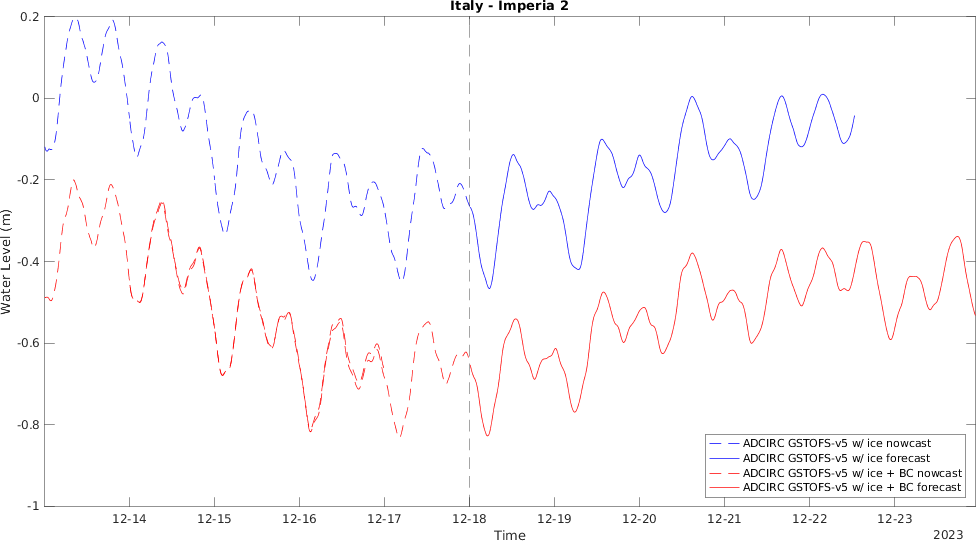 Italy - Imperia 2
0.2
0
-0.2
-0.4
-0.6
-0.8
-1
Water Level (m)
12-14 12-15 12-16 12-17 12-18 12-19 12-20 12-21 12-22 12-23
Time
2023
ADCIRC GSTOFS-v5 w/ ice nowcast
ADCIRC GSTOFS-v5 w/ ice forecast
ADCIRC GSTOFS-v5 w/ ice + BC nowcast
ADCIRC GSTOFS-v5 w/ ice + BC forecast